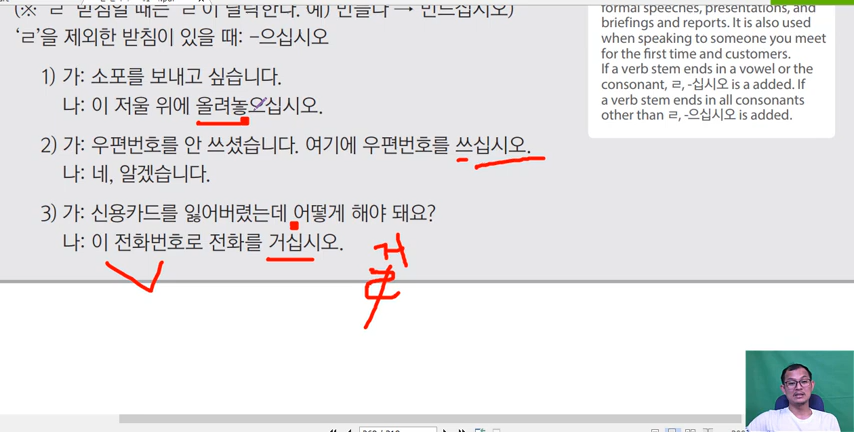 (※ 'ㄹ' 받침일 때는 'ㄹ'이 탈락한다. 예) 만들다 → 만드십시오)
'ㄹ'을 제외한 받침이 있을 때: -으십시오
1) 가: 소포를 보내고 싶습니다.
나: 이 저울 위에 올려놓으십시오.
2) 가: 우편번호를 안 쓰셨습니다. 여기에 우편번호를 쓰십시오.
나: 네, 알겠습니다.
3) 가: 신용카드를 잃어버렸는데 어떻게 해야 돼요?
나: 이 전화번호로 전화를 거십시오.
formal speeches, presentations, and
briefings and reports. It is also used
when speaking to someone you meet
for the first time and customers.
If a verb stem ends in a vowel or the
consonant, ㄹ, -십시오 is a added. If
a verb stem ends in all consonants
other than ㄹ, -으십시오 is added.